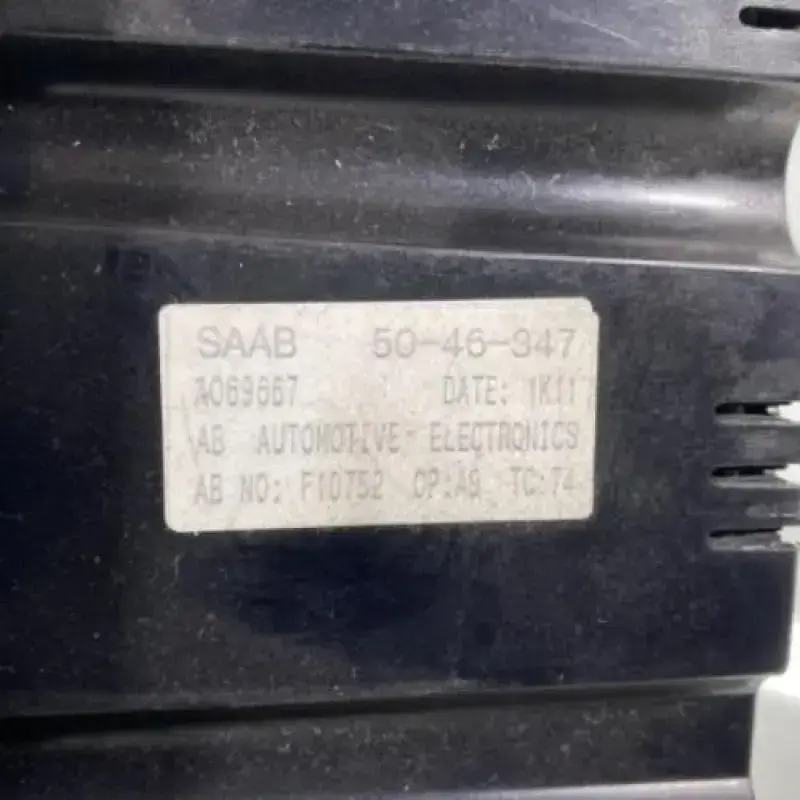 SAAB 50-46-347
A069667 DATE: 1K11
AB AUTOMOTIVE ELECTRONICS
AB NO: F10752 OP:A9 TC:74